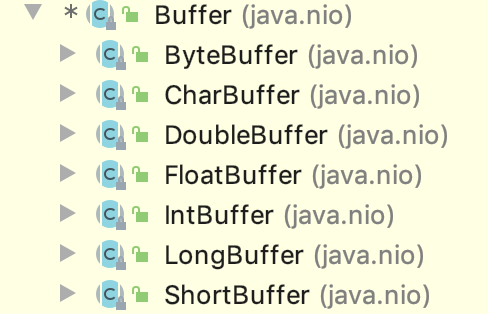 * Buffer (java.nio)
ByteBuffer (java.nio)
CharBuffer (java.nio)
DoubleBuffer (java.nio)
FloatBuffer (java.nio)
IntBuffer (java.nio)
LongBuffer (java.nio)
ShortBuffer (java.nio)